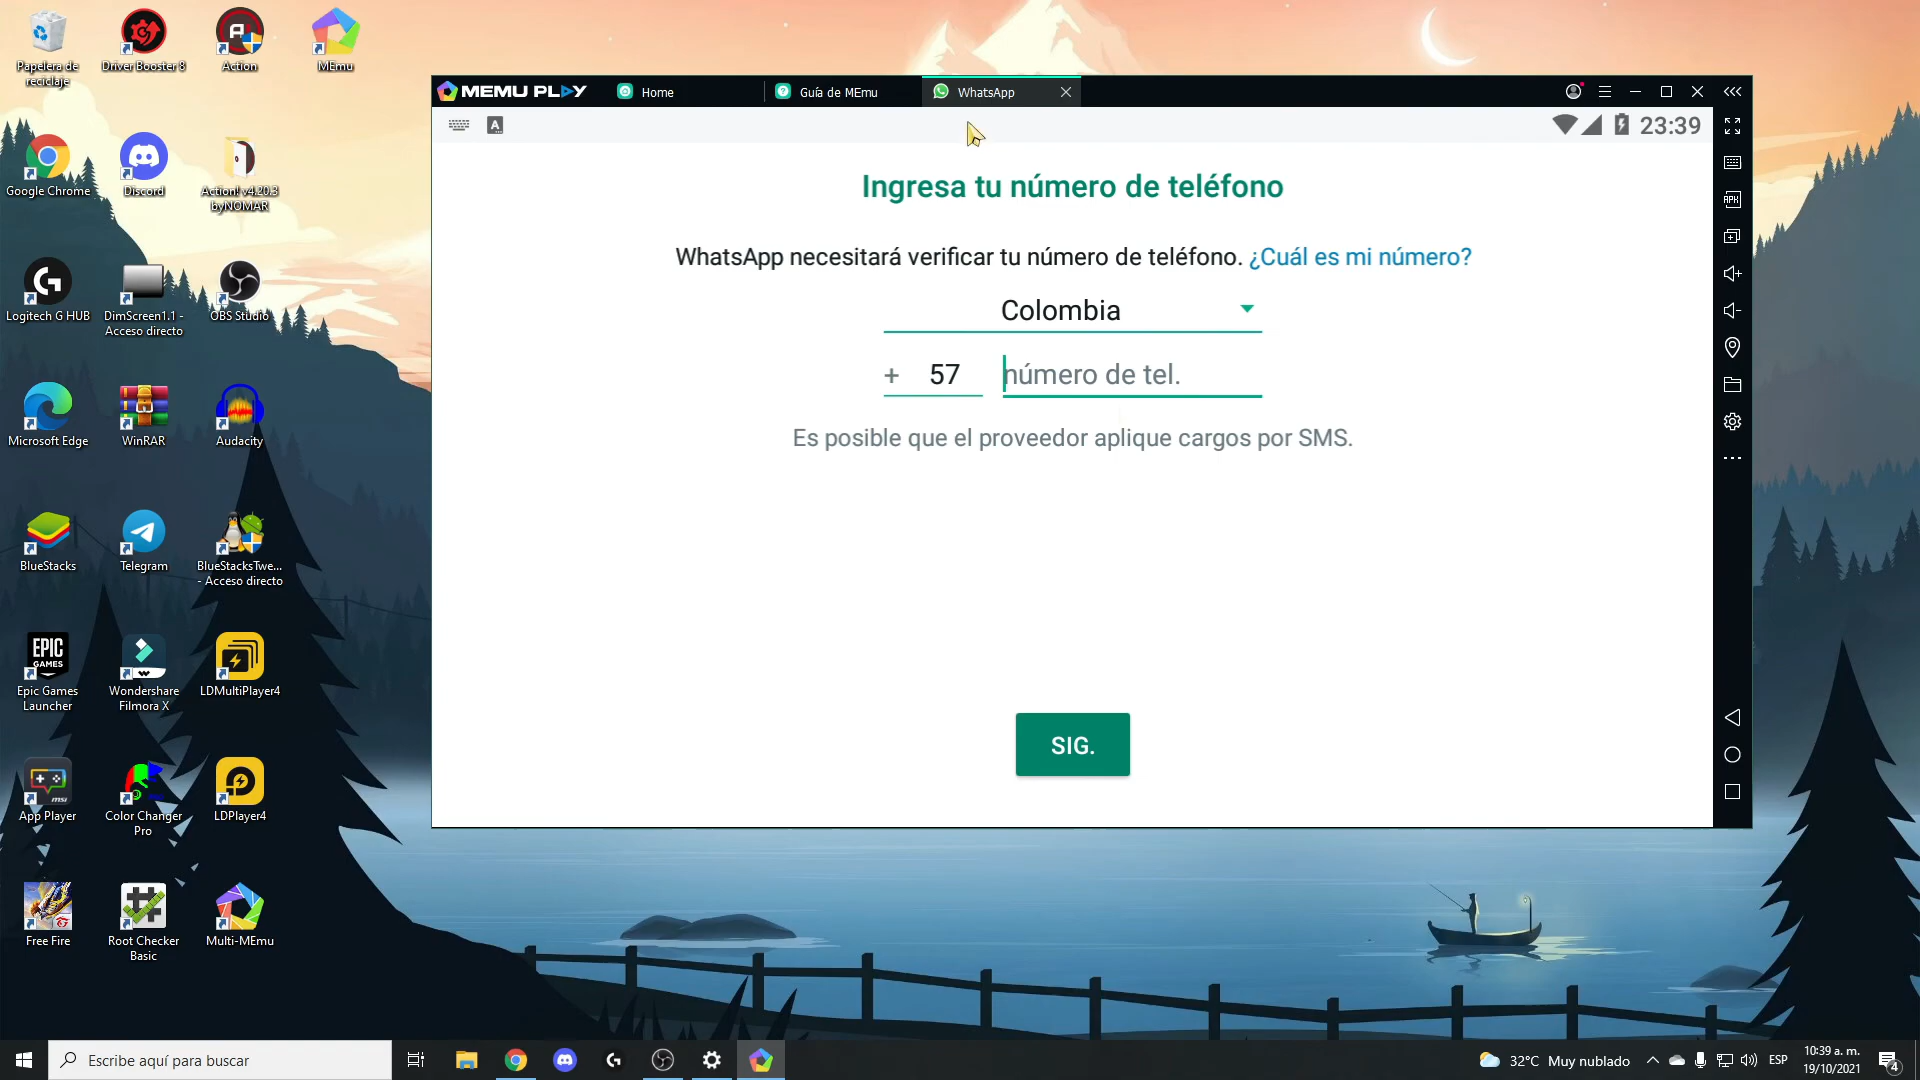 Papelera de
reciclaje
Driver Booster 8
Action
MEmu
Google Chrome
Discord
Action! v4.20.3
byNOMAR
Logitech G HUB
DimScreen1.1 -
Acceso directo
OBS Studio
Microsoft Edge
WinRAR
Audacity
BlueStacks
Telegram
BlueStacksTwe...
- Acceso directo
EPIC
GAMES
Epic Games
Launcher
Wondershare
Filmora X
LDMultiPlayer4
msi
App Player
Color Changer
Pro
LDPlayer4
Free Fire
Root Checker
Basic
Multi-MEmu
MEMU PLAY
Home
Guía de MEmu
WhatsApp
A
23:39
APK
Ingresa tu número de teléfono
WhatsApp necesitará verificar tu número de teléfono. ¿Cuál es mi número?
Colombia
+ 57 número de tel.
Es posible que el proveedor aplique cargos por SMS.
SIG.
Escribe aquí para buscar
32°C Muy nublado
ESP
10:39 a. m.
19/10/2021
4